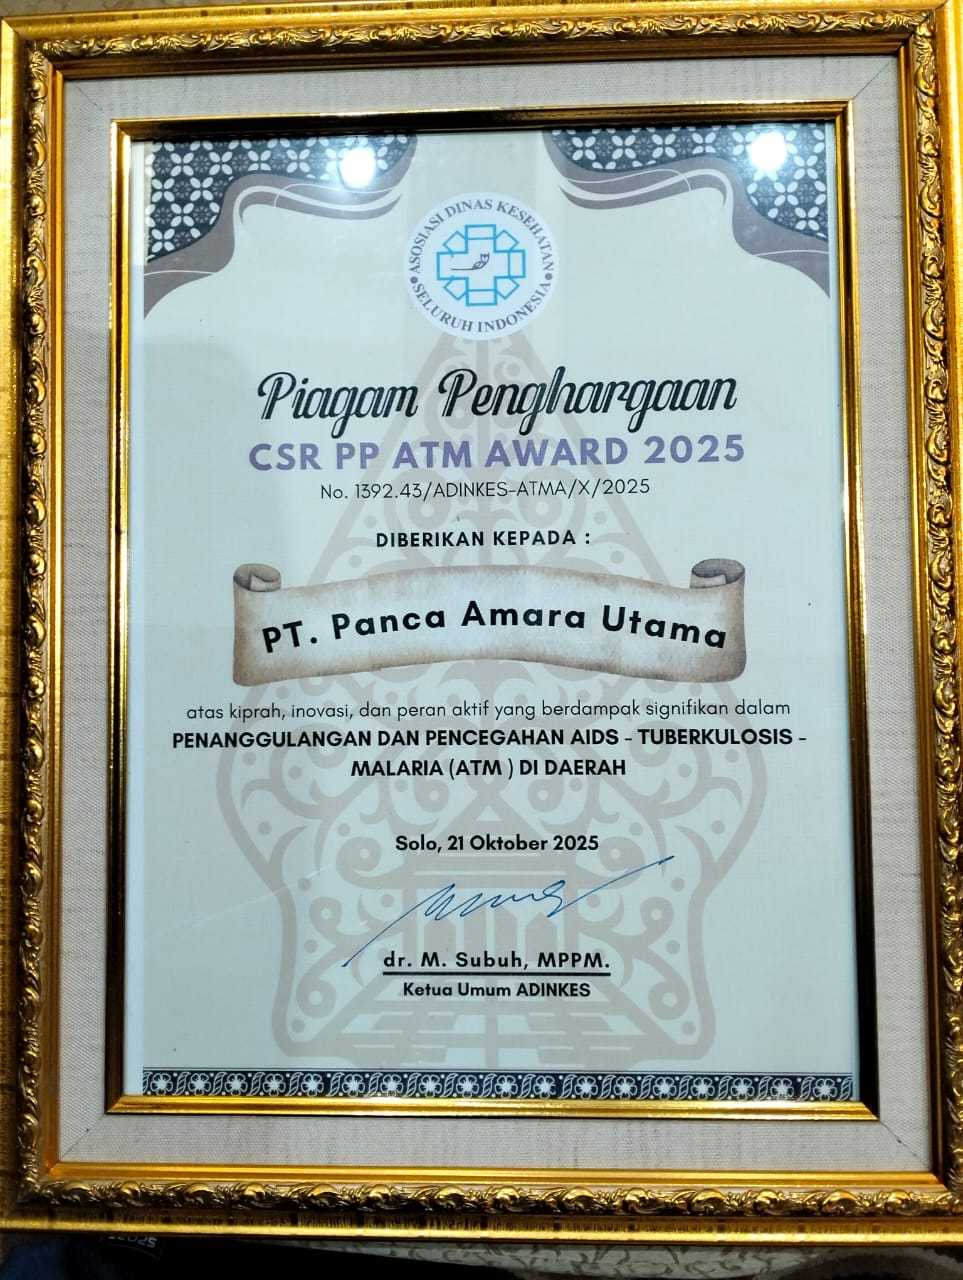 ASOSIASI DINAS KESEHATAN
SELURUH INDONESIA
Piagam Penghargaan
CSR PP ATM AWARD 2025
No. 1392.43/ADINKES-ATMA/X/2025
DIBERIKAN KEPADA :
PT. Panca Amara Utama
atas kiprah, inovasi, dan peran aktif yang berdampak signifikan dalam
PENANGGULANGAN DAN PENCEGAHAN AIDS - TUBERKULOSIS -
MALARIA (ATM ) DI DAERAH
Solo, 21 Oktober 2025
dr. M. Subuh, MPPM.
Ketua Umum ADINKES